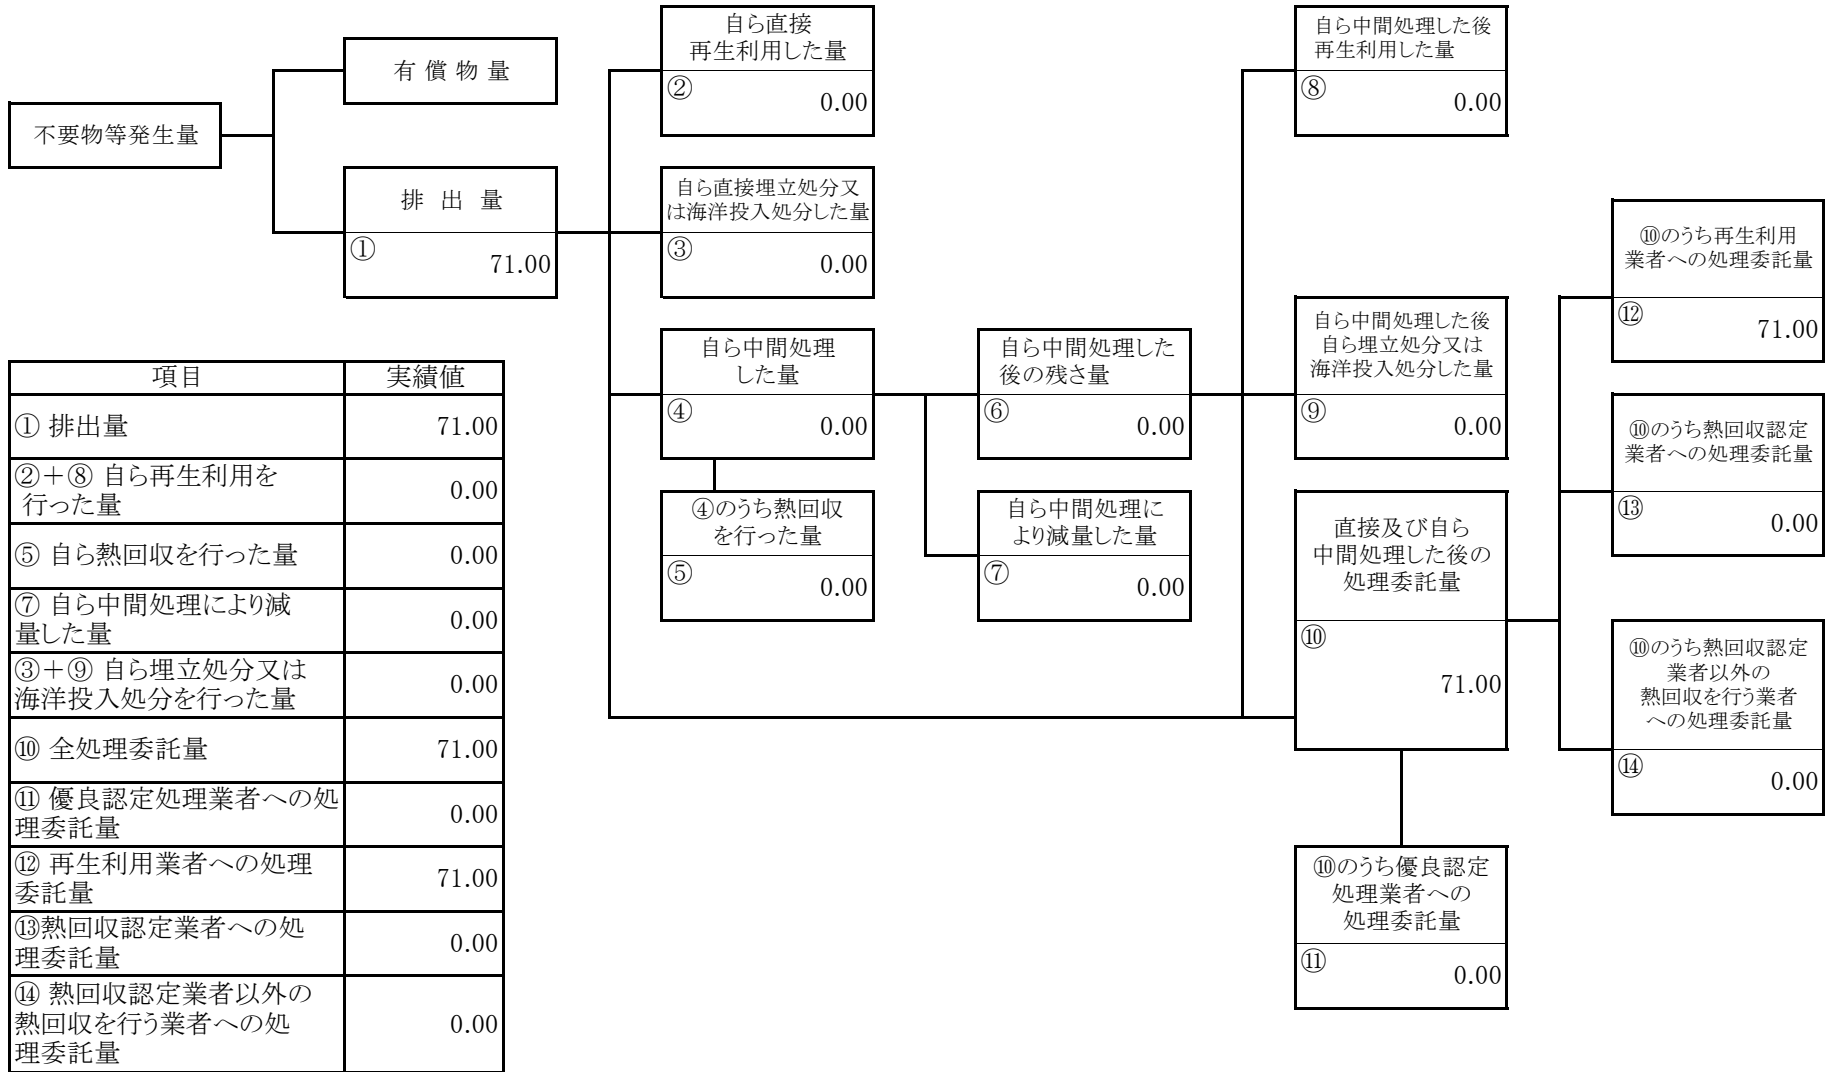 自ら直接
再生利用した量
②
0.00
自ら中間処理した後
再生利用した量
⑧
0.00
有 償 物 量
不要物等発生量
排 出 量
①
71.00
自ら直接埋立処分又
は海洋投入処分した量
③
0.00
⑩のうち再生利用
業者への処理委託量
⑫
71.00
自ら中間処理
した量
④
0.00
自ら中間処理した
後の残さ量
⑥
0.00
自ら中間処理した後
自ら埋立処分又は
海洋投入処分した量
⑨
0.00
⑩のうち熱回収認定
業者への処理委託量
⑬
0.00
④のうち熱回収
を行った量
⑤
0.00
自ら中間処理に
より減量した量
⑦
0.00
直接及び自ら
中間処理した後の
処理委託量
⑩
71.00
⑩のうち熱回収認定
業者以外の
熱回収を行う業者
への処理委託量
⑭
0.00
⑩のうち優良認定
処理業者への
処理委託量
⑪
0.00
項目 実績値
① 排出量 71.00
②+⑧ 自ら再生利用を
行った量 0.00
⑤ 自ら熱回収を行った量 0.00
⑦ 自ら中間処理により減
量した量 0.00
③+⑨ 自ら埋立処分又は
海洋投入処分を行った量 0.00
⑩ 全処理委託量 71.00
⑪ 優良認定処理業者への処
理委託量 0.00
⑫ 再生利用業者への処理
委託量 71.00
⑬熱回収認定業者への処
理委託量 0.00
⑭ 熱回収認定業者以外の
熱回収を行う業者への処
理委託量 0.00